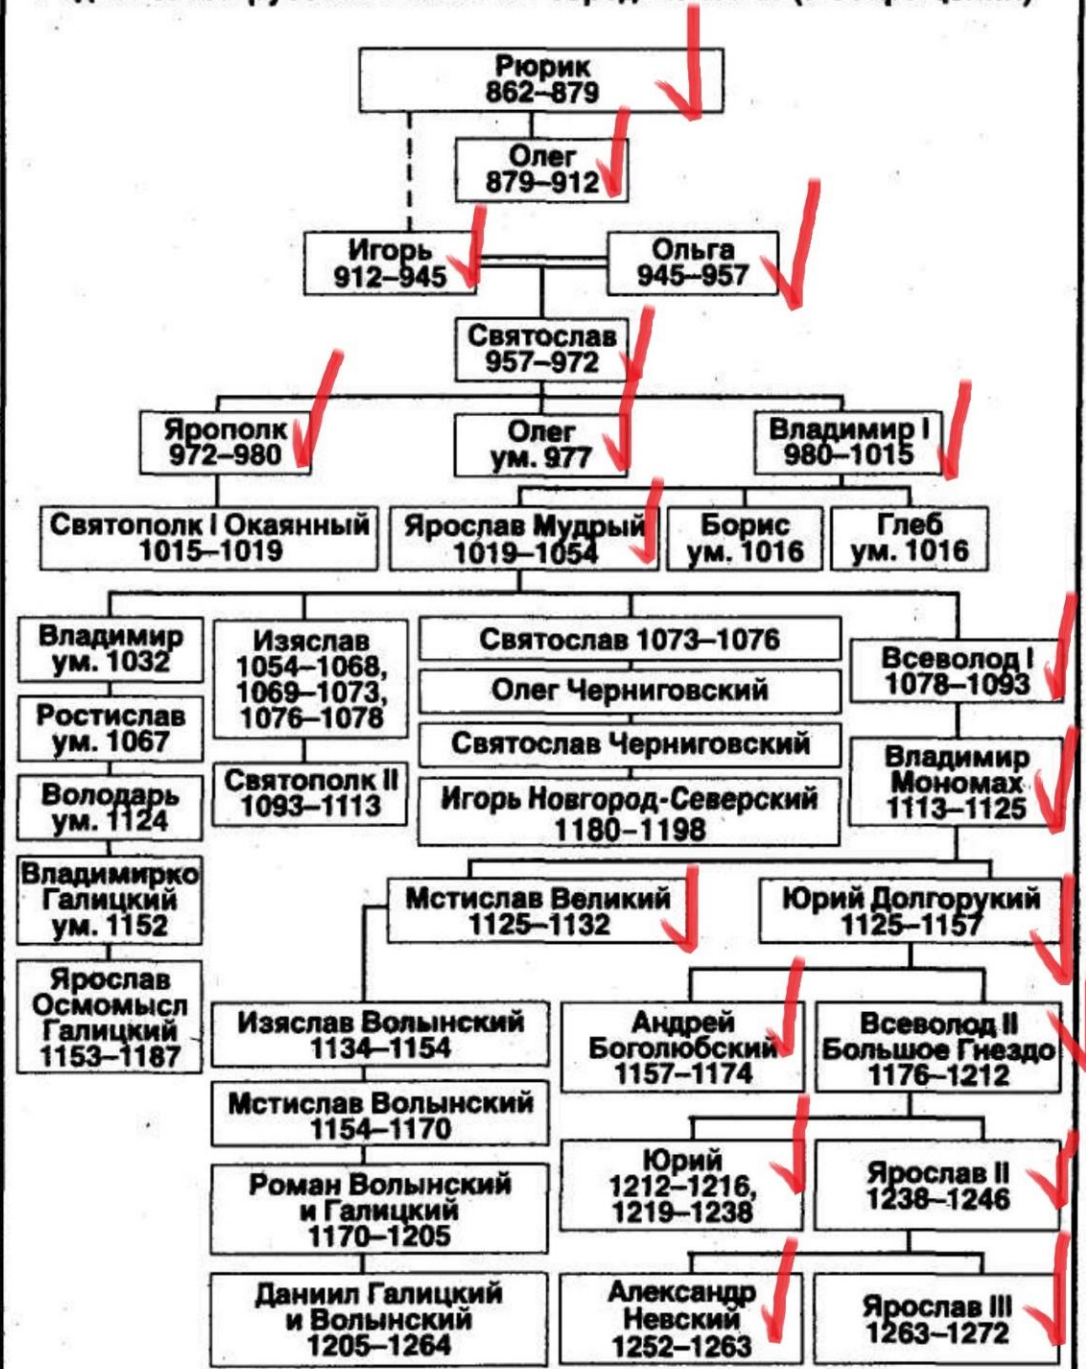 Рюрик
862–879
Олег
879–912
Игорь
912–945
Ольга
945–957
Святослав
957–972
Ярополк
972–980
Олег
ум. 977
Владимир I
980–1015
Святополк I Окаянный
1015–1019
Ярослав Мудрый
1019–1054
Борис
ум. 1016
Глеб
ум. 1016
Владимир
ум. 1032
Ростислав
ум. 1067
Володарь
ум. 1124
Владимирко
Галицкий
ум. 1152
Ярослав
Осмомысл
Галицкий
1153–1187
Изяслав
1054–1068,
1069–1073,
1076–1078
Святополк II
1093–1113
Святослав 1073–1076
Олег Черниговский
Святослав Черниговский
Игорь Новгород-Северский
1180–1198
Всеволод I
1078–1093
Владимир
Мономах
1113–1125
Мстислав Великий
1125–1132
Юрий Долгорукий
1125–1157
Изяслав Волынский
1134–1154
Мстислав Волынский
1154–1170
Роман Волынский
и Галицкий
1170–1205
Даниил Галицкий
и Волынский
1205–1264
Андрей
Боголюбский
1157–1174
Всеволод II
Большое Гнездо
1176–1212
Юрий
1212–1216,
1219–1238
Ярослав II
1238–1246
Александр
Невский
1252–1263
Ярослав III
1263–1272